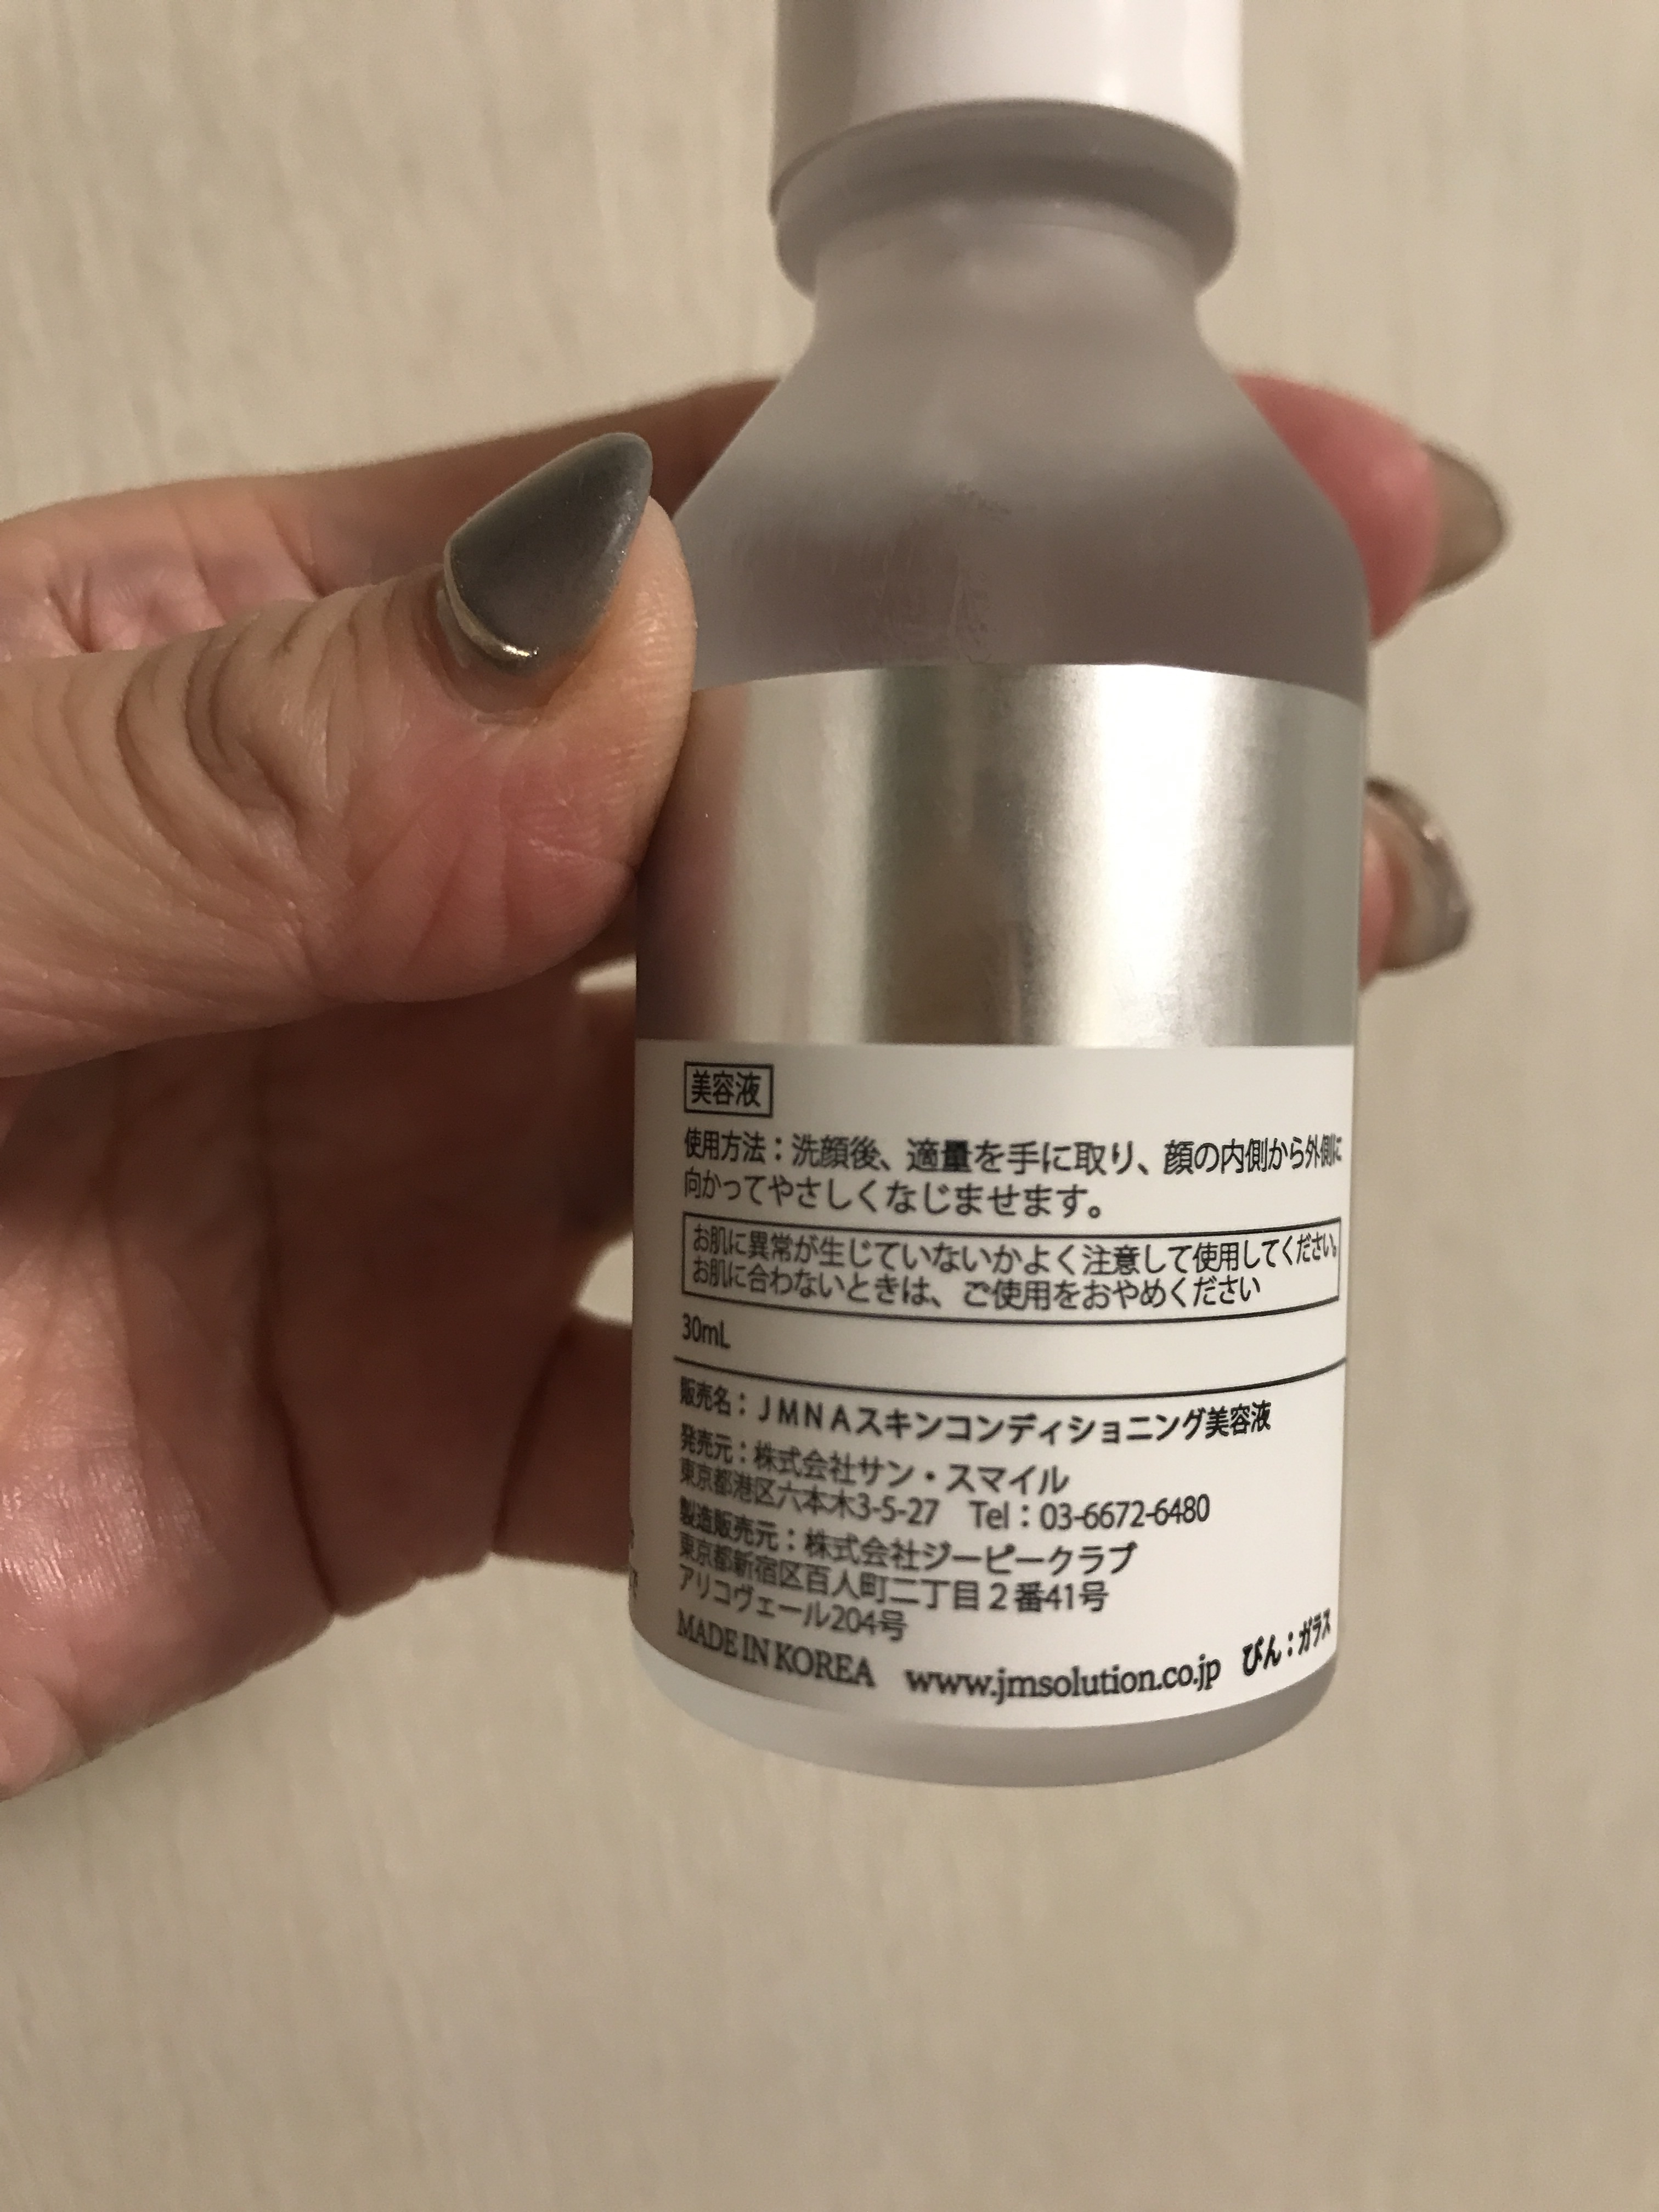 美容液
使用方法：洗顔後、適量を手に取り、顔の内側から外側に
向かってやさしくなじませます。
お肌に異常が生じていないかよく注意して使用してください。
お肌に合わないときは、ご使用をおやめください
30mL
販売名：ＪＭＮＡスキンコンディショニング美容液
発売元：株式会社サン・スマイル
東京都港区六本木3-5-27　Tel：03-6672-6480
製造販売元：株式会社ジーピークラブ
東京都新宿区百人町二丁目２番41号
アリコヴェール204号
MADE IN KOREA　www.jmsolution.co.jp　びん：ガラス